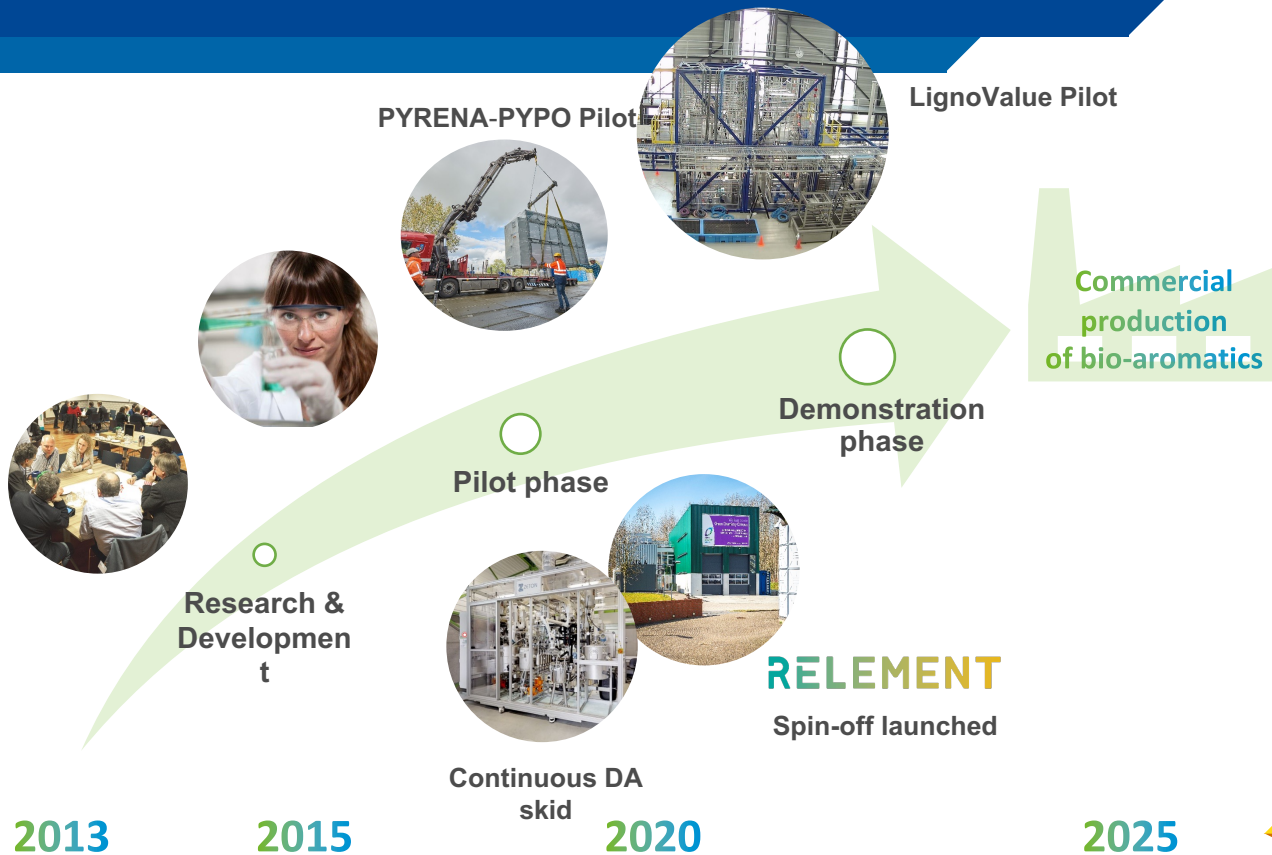 PYRENA-PYPO Pilot
LignoValue Pilot
Commercial
production
of bio-aromatics
Demonstration
phase
Pilot phase
Research &
Developmen
t
RELEMENT
Spin-off launched
Continuous DA
skid
2013
2015
2020
2025